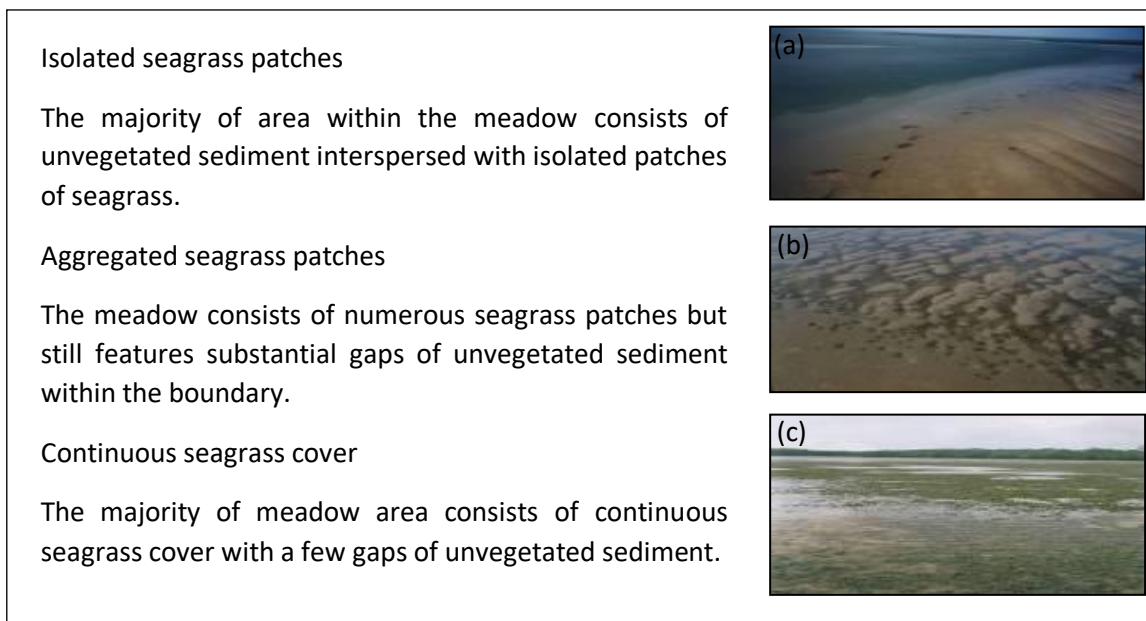 Isolated seagrass patches
The majority of area within the meadow consists of
unvegetated sediment interspersed with isolated patches
of seagrass.
Aggregated seagrass patches
The meadow consists of numerous seagrass patches but
still features substantial gaps of unvegetated sediment
within the boundary.
Continuous seagrass cover
The majority of meadow area consists of continuous
seagrass cover with a few gaps of unvegetated sediment.
(a)
(b)
(c)